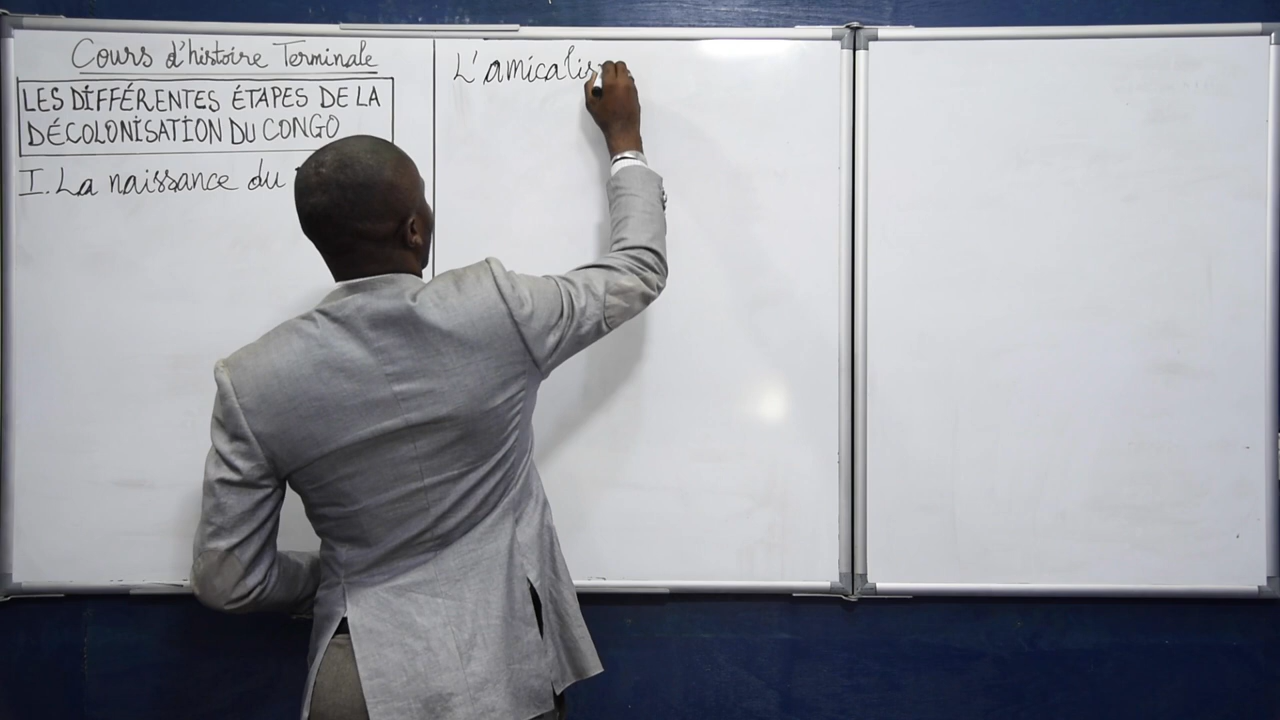 Cours d'histoire Terminale
LES DIFFÉRENTES ÉTAPES DE LA
DÉCOLONISATION DU CONGO
I. La naissance du
L'amicalis